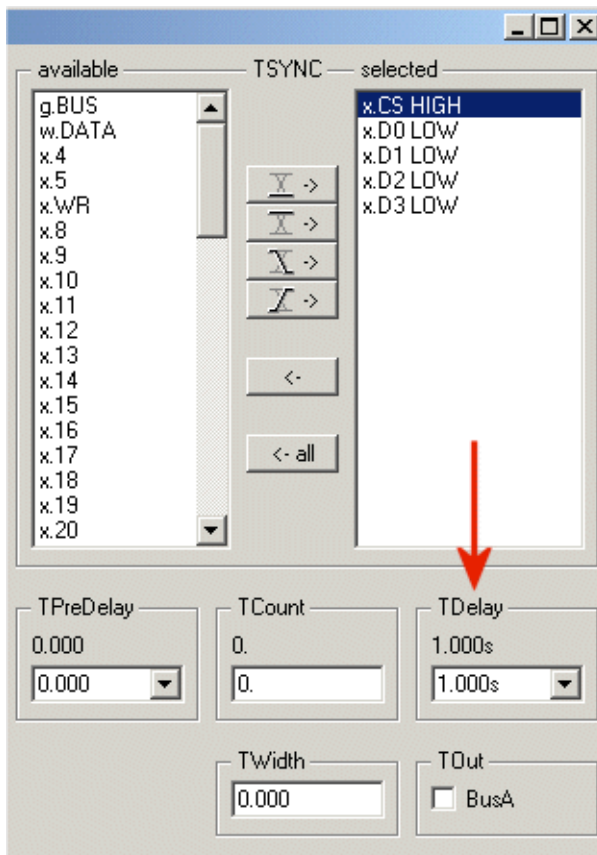 available
TSYNC
selected
g.BUS
w.DATA
x.4
x.5
x.WR
x.8
x.9
x.10
x.11
x.12
x.13
x.14
x.15
x.16
x.17
x.18
x.19
x.20
->
->
->
->
<-
<- all
x.CS HIGH
x.D0 LOW
x.D1 LOW
x.D2 LOW
x.D3 LOW
TPreDelay
0.000
0.000
TCount
0.
0.
TDelay
1.000s
1.000s
TWidth
0.000
TOut
BusA